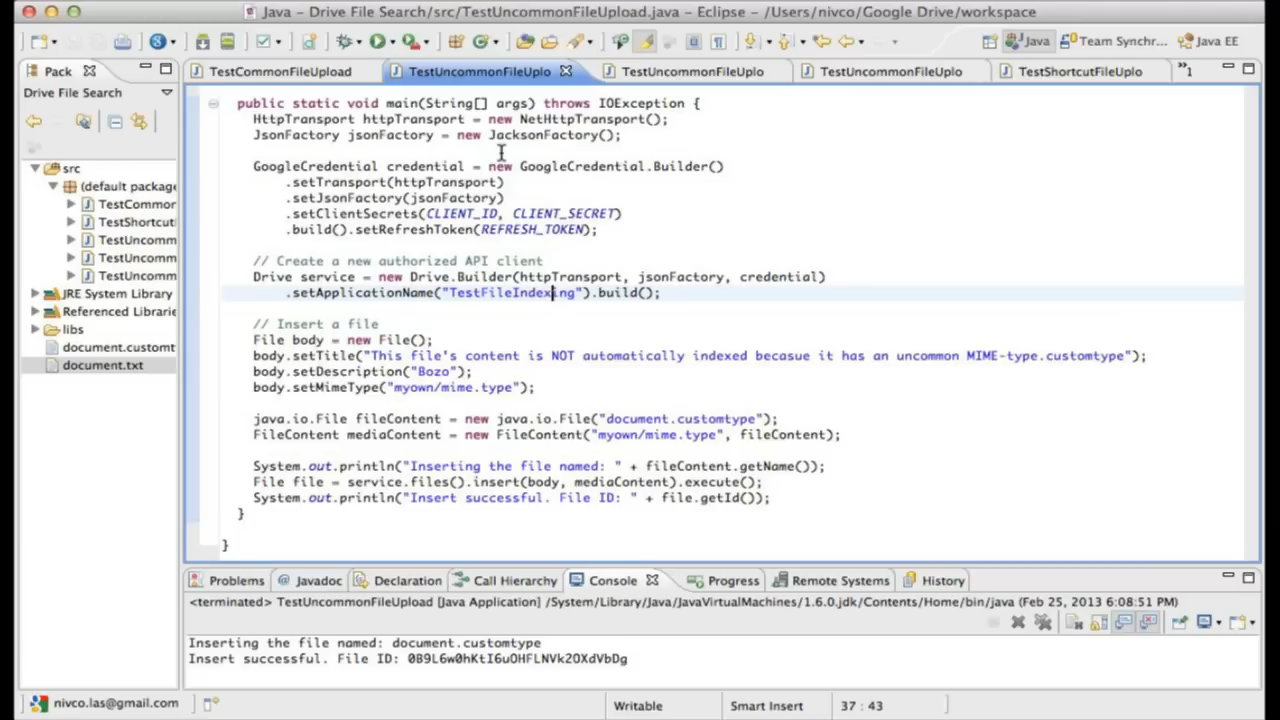 Java – Drive File Search/src/TestUncommonFileUpload.java – Eclipse – /Users/nivco/Google Drive/workspace
Java
Team Synchr...
Java EE
Pack
TestCommonFileUpload
TestUncommonFileUplo
TestUncommonFileUplo
TestUncommonFileUplo
TestShortcutFileUplo
»1
Drive File Search
src
(default package
TestCommon
TestShortcut
TestUncomm
TestUncomm
TestUncomm
JRE System Library
Referenced Libraries
libs
document.customt
document.txt
public static void main(String[] args) throws IOException {
HttpTransport httpTransport = new NetHttpTransport();
JsonFactory jsonFactory = new JacksonFactory();
GoogleCredential credential = new GoogleCredential.Builder()
.setTransport(httpTransport)
.setJsonFactory(jsonFactory)
.setClientSecrets(CLIENT_ID, CLIENT_SECRET)
.build().setRefreshToken(REFRESH_TOKEN);
// Create a new authorized API client
Drive service = new Drive.Builder(httpTransport, jsonFactory, credential)
.setApplicationName("TestFileIndexing").build();
// Insert a file
File body = new File();
body.setTitle("This file's content is NOT automatically indexed becasue it has an uncommon MIME-type.customtype");
body.setDescription("Bozo");
body.setMimeType("myown/mime.type");
java.io.File fileContent = new java.io.File("document.customtype");
FileContent mediaContent = new FileContent("myown/mime.type", fileContent);
System.out.println("Inserting the file named: " + fileContent.getName());
File file = service.files().insert(body, mediaContent).execute();
System.out.println("Insert successful. File ID: " + file.getId());
}
}
Problems
@ Javadoc
Declaration
Call Hierarchy
Console
Progress
Remote Systems
History
<terminated> TestUncommonFileUpload [Java Application] /System/Library/Java/JavaVirtualMachines/1.6.0.jdk/Contents/Home/bin/java (Feb 25, 2013 6:08:51 PM)
Inserting the file named: document.customtype
Insert successful. File ID: 0B9L6w0hKtI6uOHFLNVk2OXdVbDg
nivco.las@gmail.com
Writable
Smart Insert
37 : 43